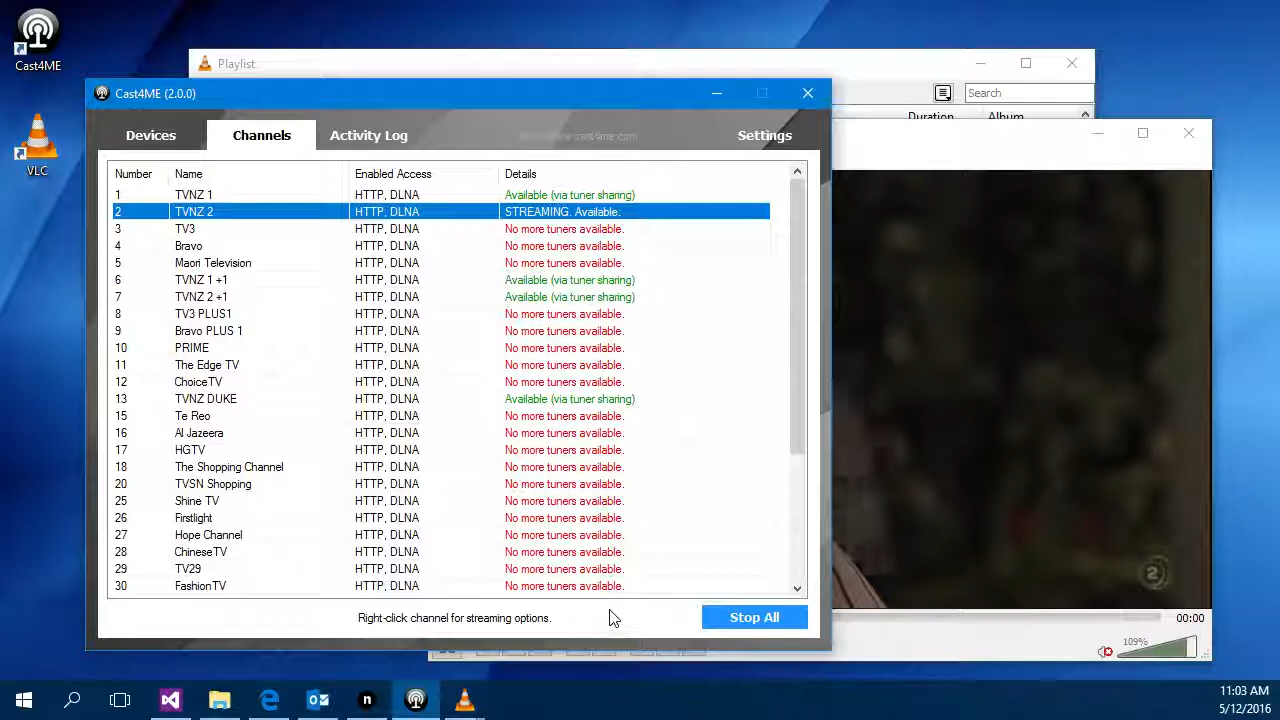 Cast4ME
VLC
Playlist
Search
Duration Album
Cast4ME (2.0.0)
Devices Channels Activity Log Settings
Number Name Enabled Access Details
1 TVNZ 1 HTTP, DLNA Available (via tuner sharing)
2 TVNZ 2 HTTP, DLNA STREAMING. Available.
3 TV3 HTTP, DLNA No more tuners available.
4 Bravo HTTP, DLNA No more tuners available.
5 Maori Television HTTP, DLNA No more tuners available.
6 TVNZ 1 +1 HTTP, DLNA Available (via tuner sharing)
7 TVNZ 2 +1 HTTP, DLNA Available (via tuner sharing)
8 TV3 PLUS1 HTTP, DLNA No more tuners available.
9 Bravo PLUS 1 HTTP, DLNA No more tuners available.
10 PRIME HTTP, DLNA No more tuners available.
11 The Edge TV HTTP, DLNA No more tuners available.
12 ChoiceTV HTTP, DLNA No more tuners available.
13 TVNZ DUKE HTTP, DLNA Available (via tuner sharing)
15 Te Reo HTTP, DLNA No more tuners available.
16 Al Jazeera HTTP, DLNA No more tuners available.
17 HGTV HTTP, DLNA No more tuners available.
18 The Shopping Channel HTTP, DLNA No more tuners available.
20 TVSN Shopping HTTP, DLNA No more tuners available.
25 Shine TV HTTP, DLNA No more tuners available.
26 Firstlight HTTP, DLNA No more tuners available.
27 Hope Channel HTTP, DLNA No more tuners available.
28 ChineseTV HTTP, DLNA No more tuners available.
29 TV29 HTTP, DLNA No more tuners available.
30 FashionTV HTTP, DLNA No more tuners available.
Right-click channel for streaming options. Stop All
2
00:00
109%
n
11:03 AM
5/12/2016